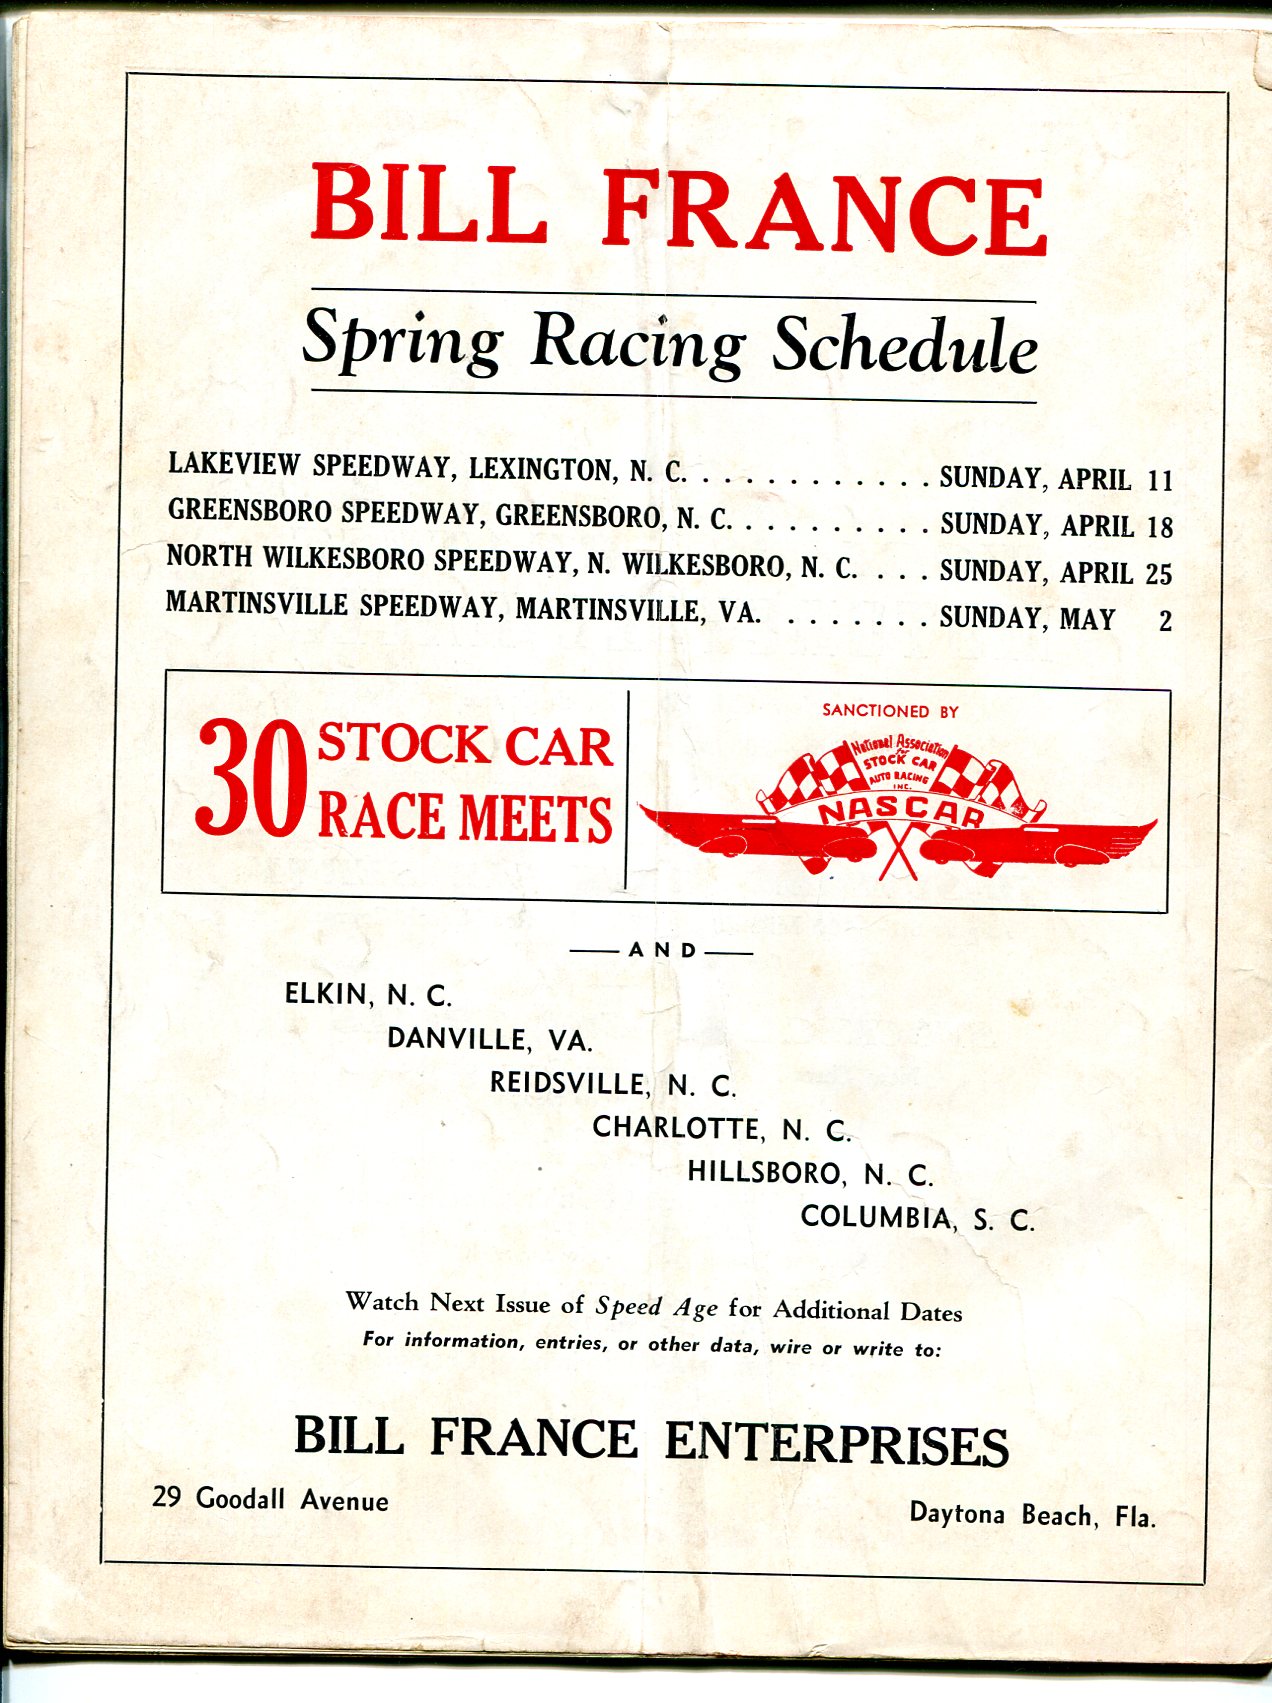 BILL FRANCE
Spring Racing Schedule
LAKEVIEW SPEEDWAY, LEXINGTON, N. C. . . . . . . . . . . . SUNDAY, APRIL 11
GREENSBORO SPEEDWAY, GREENSBORO, N. C. . . . . . . . . . SUNDAY, APRIL 18
NORTH WILKESBORO SPEEDWAY, N. WILKESBORO, N. C. . . . . SUNDAY, APRIL 25
MARTINSVILLE SPEEDWAY, MARTINSVILLE, VA. . . . . . . . SUNDAY, MAY 2
30 STOCK CAR
RACE MEETS
SANCTIONED BY
National Association
for
STOCK CAR
AUTO RACING
INC.
NASCAR
AND
ELKIN, N. C.
DANVILLE, VA.
REIDSVILLE, N. C.
CHARLOTTE, N. C.
HILLSBORO, N. C.
COLUMBIA, S. C.
Watch Next Issue of Speed Age for Additional Dates
For information, entries, or other data, wire or write to:
BILL FRANCE ENTERPRISES
29 Goodall Avenue Daytona Beach, Fla.